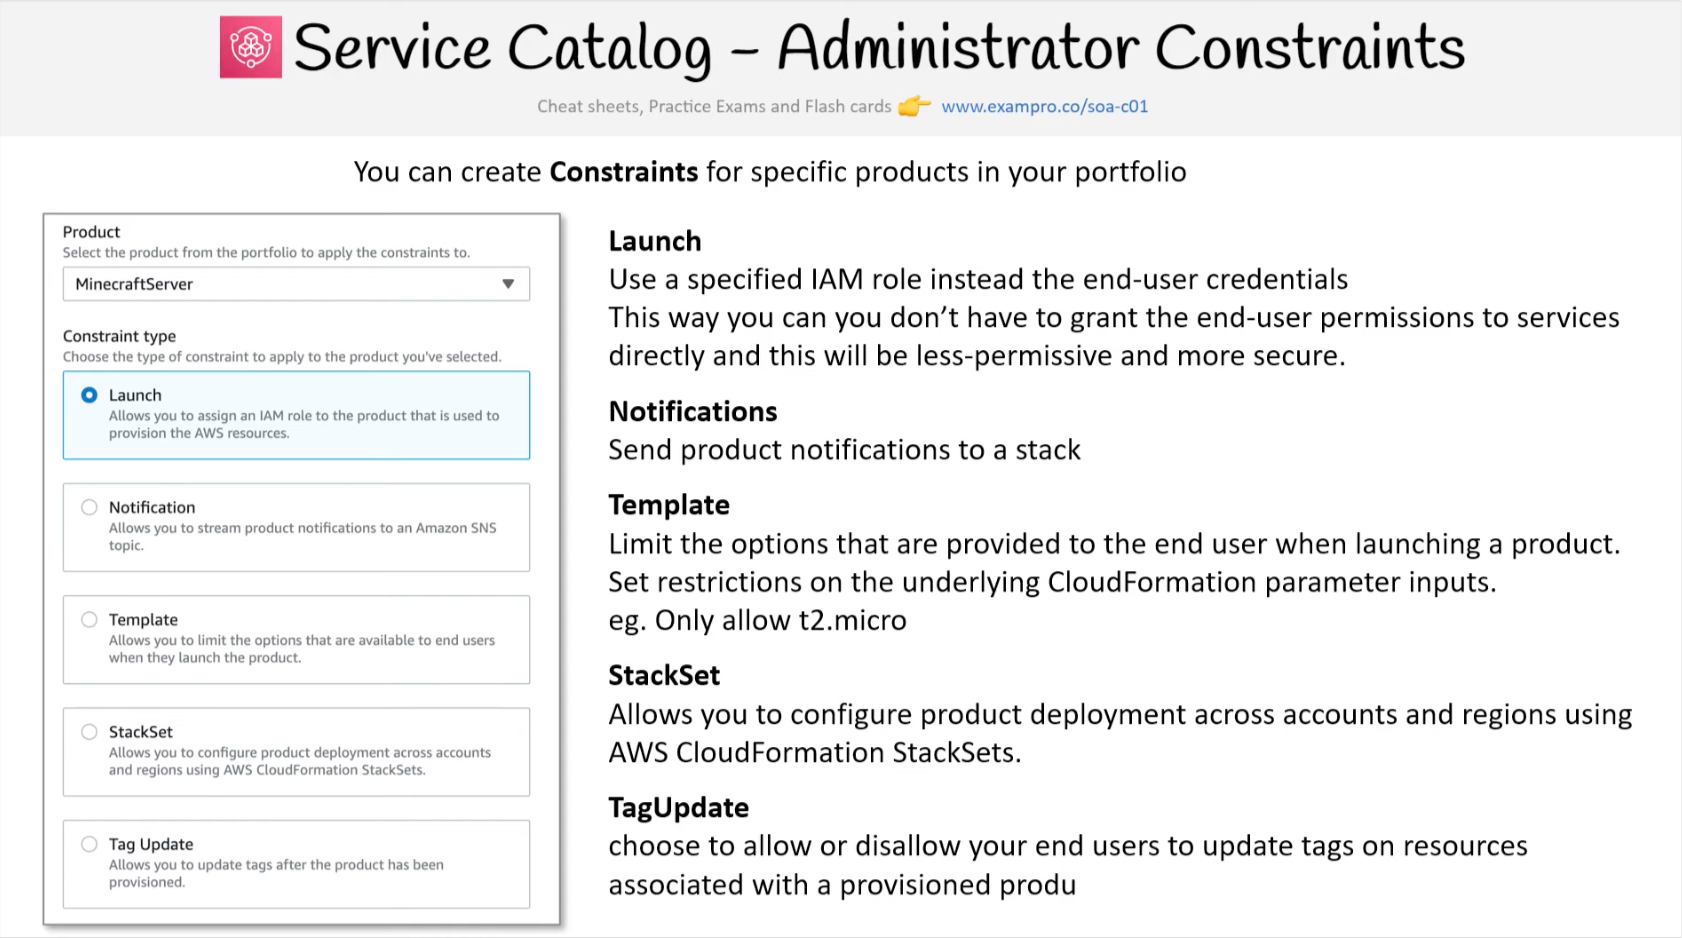 Service Catalog – Administrator Constraints
Cheat sheets, Practice Exams and Flash cards 👉 www.exampro.co/soa-c01
You can create Constraints for specific products in your portfolio
Product
Select the product from the portfolio to apply the constraints to.
MinecraftServer
Constraint type
Choose the type of constraint to apply to the product you've selected.
Launch
Allows you to assign an IAM role to the product that is used to
provision the AWS resources.
Notification
Allows you to stream product notifications to an Amazon SNS
topic.
Template
Allows you to limit the options that are available to end users
when they launch the product.
StackSet
Allows you to configure product deployment across accounts
and regions using AWS CloudFormation StackSets.
Tag Update
Allows you to update tags after the product has been
provisioned.
Launch
Use a specified IAM role instead the end-user credentials
This way you can you don’t have to grant the end-user permissions to services
directly and this will be less-permissive and more secure.
Notifications
Send product notifications to a stack
Template
Limit the options that are provided to the end user when launching a product.
Set restrictions on the underlying CloudFormation parameter inputs.
eg. Only allow t2.micro
StackSet
Allows you to configure product deployment across accounts and regions using
AWS CloudFormation StackSets.
TagUpdate
choose to allow or disallow your end users to update tags on resources
associated with a provisioned produ